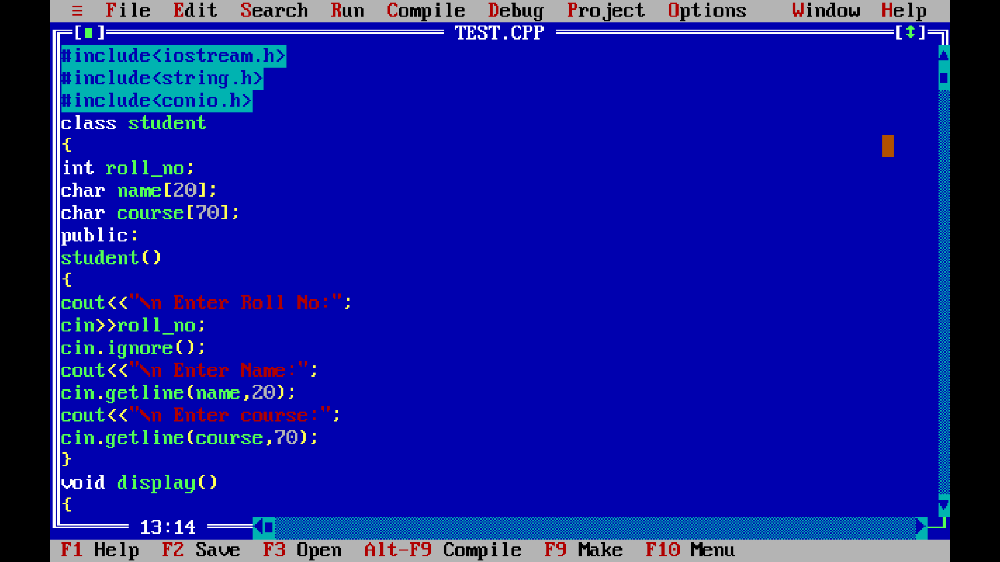 ≡ File Edit Search Run Compile Debug Project Options Window Help
[■] TEST.CPP [↕]
#include<iostream.h>
#include<string.h>
#include<conio.h>
class student
{
int roll_no;
char name[20];
char course[70];
public:
student()
{
cout<<"\n Enter Roll No:";
cin>>roll_no;
cin.ignore();
cout<<"\n Enter Name:";
cin.getline(name,20);
cout<<"\n Enter course:";
cin.getline(course,70);
}
void display()
{
13:14
F1 Help F2 Save F3 Open Alt-F9 Compile F9 Make F10 Menu